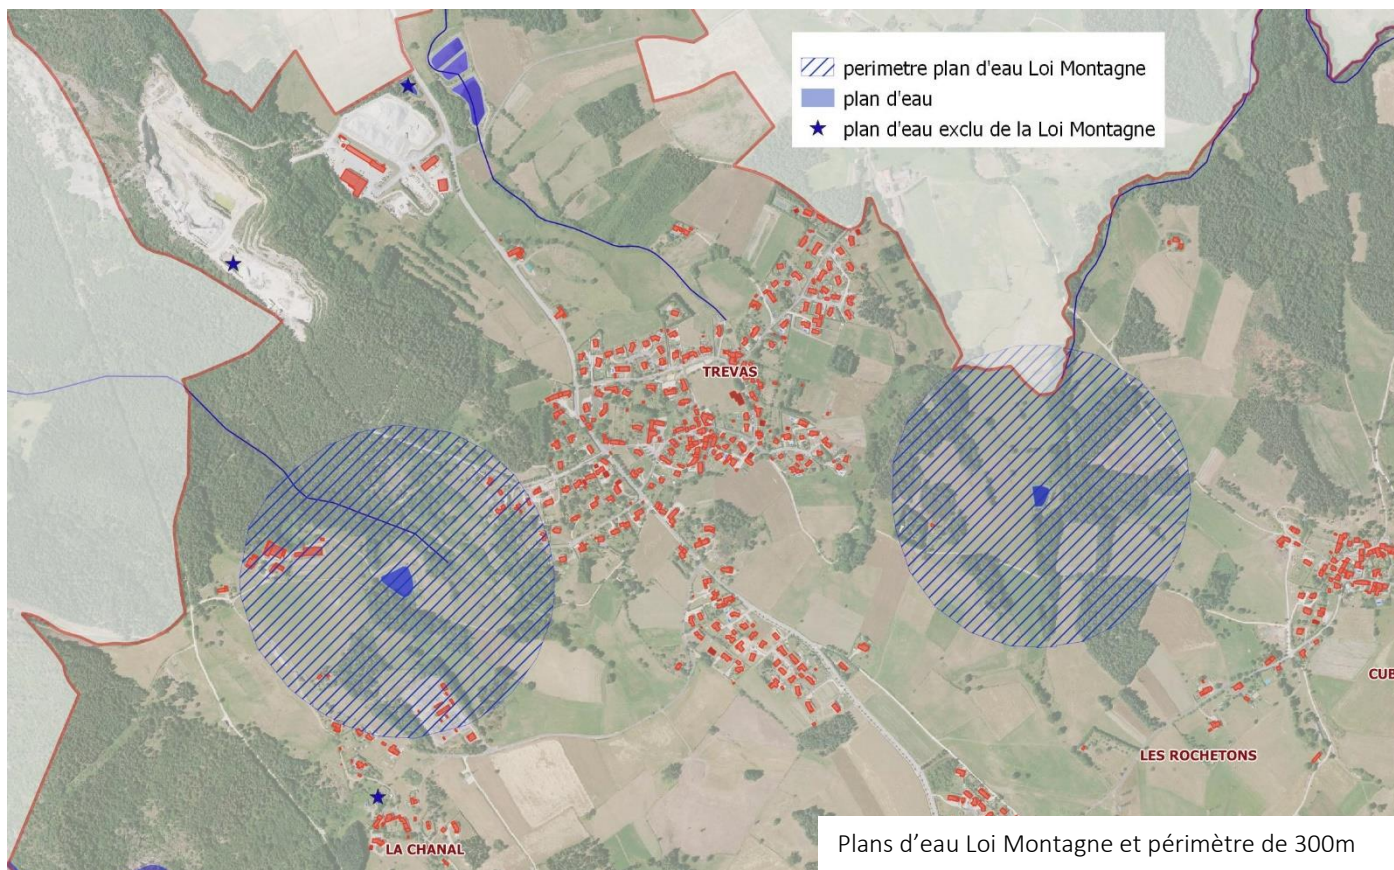 perimetre plan d'eau Loi Montagne
plan d'eau
plan d'eau exclu de la Loi Montagne
TREVAS
CUB
LES ROCHETONS
LA CHANAL
Plans d’eau Loi Montagne et périmètre de 300m